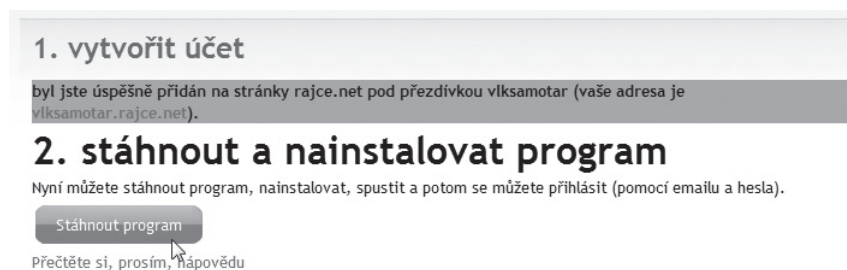 1. vytvořit účet
byl jste úspěšně přidán na stránky rajce.net pod přezdívkou vlksamotar (vaše adresa je
vlksamotar.rajce.net).
2. stáhnout a nainstalovat program
Nyní můžete stáhnout program, nainstalovat, spustit a potom se můžete přihlásit (pomocí emailu a hesla).
Stáhnout program
Přečtěte si, prosím, nápovědu